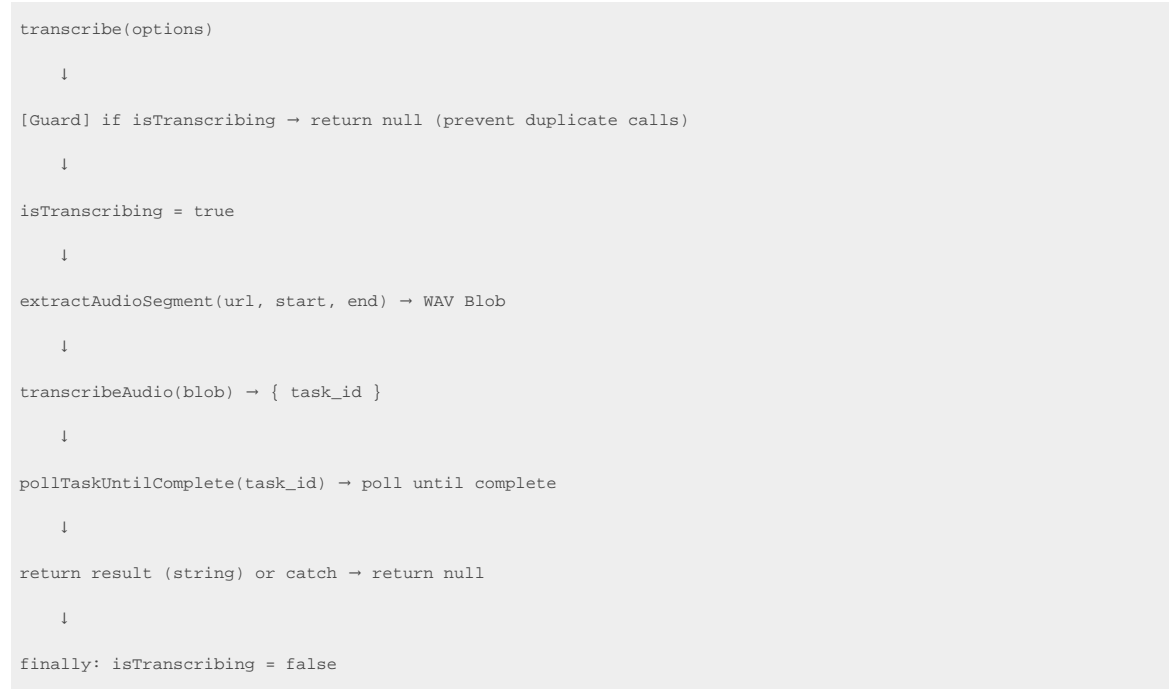 transcribe(options)
↓
[Guard] if isTranscribing → return null (prevent duplicate calls)
↓
isTranscribing = true
↓
extractAudioSegment(url, start, end) → WAV Blob
↓
transcribeAudio(blob) → { task_id }
↓
pollTaskUntilComplete(task_id) → poll until complete
↓
return result (string) or catch → return null
↓
finally: isTranscribing = false